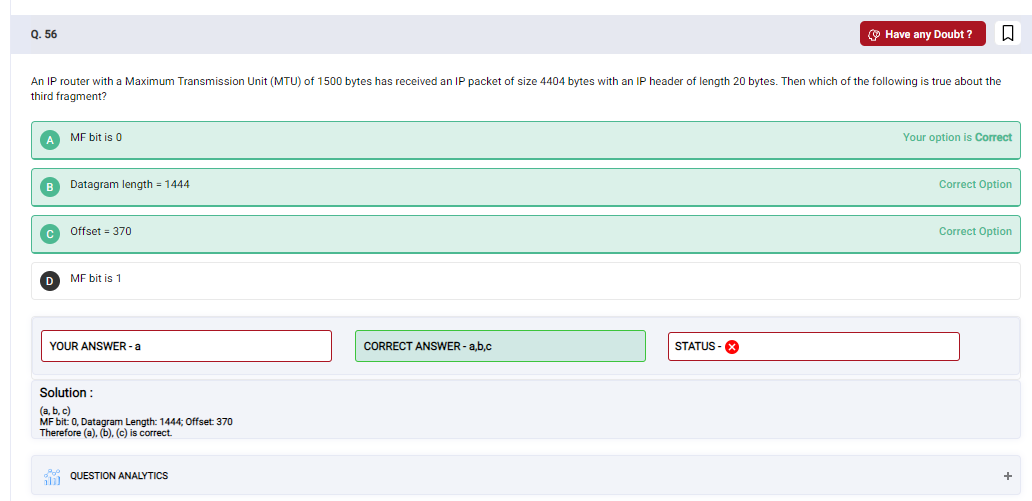 Q. 56
Have any Doubt ?
An IP router with a Maximum Transmission Unit (MTU) of 1500 bytes has received an IP packet of size 4404 bytes with an IP header of length 20 bytes. Then which of the following is true about the
third fragment?
A MF bit is 0 Your option is Correct
B Datagram length = 1444 Correct Option
C Offset = 370 Correct Option
D MF bit is 1
YOUR ANSWER - a CORRECT ANSWER - a,b,c STATUS -
Solution :
(a, b, c)
MF bit: 0, Datagram Length: 1444; Offset: 370
Therefore (a), (b), (c) is correct.
QUESTION ANALYTICS +